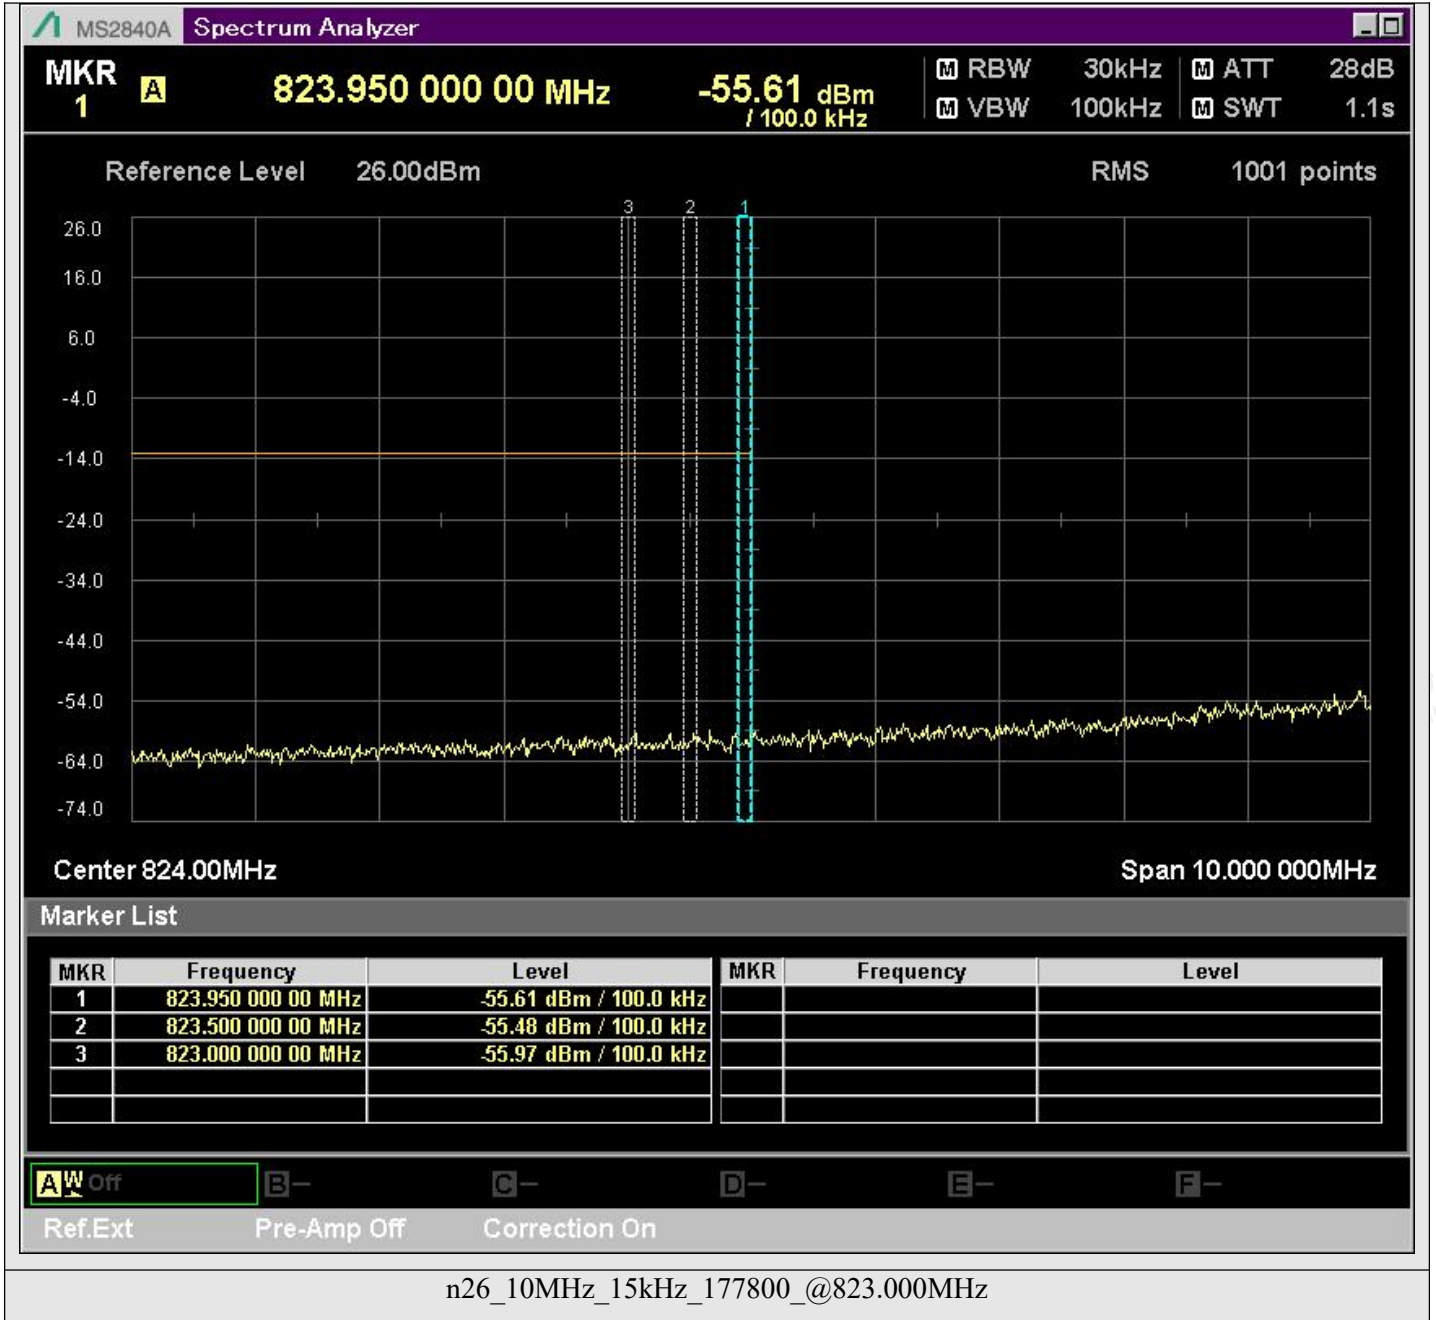 MS2840A Spectrum Analyzer
MKR 1 A 823.950 000 00 MHz -55.61 dBm / 100.0 kHz
M RBW 30kHz M ATT 28dB
M VBW 100kHz M SWT 1.1s
Reference Level 26.00dBm RMS 1001 points
3 2 1
26.0
16.0
6.0
-4.0
-14.0
-24.0
-34.0
-44.0
-54.0
-64.0
-74.0
Center 824.00MHz Span 10.000 000MHz
Marker List
MKR Frequency Level MKR Frequency Level
1 823.950 000 00 MHz -55.61 dBm / 100.0 kHz
2 823.500 000 00 MHz -55.48 dBm / 100.0 kHz
3 823.000 000 00 MHz -55.97 dBm / 100.0 kHz
A W Off B— C— D— E— F—
Ref.Ext Pre-Amp Off Correction On
n26_10MHz_15kHz_177800_@823.000MHz